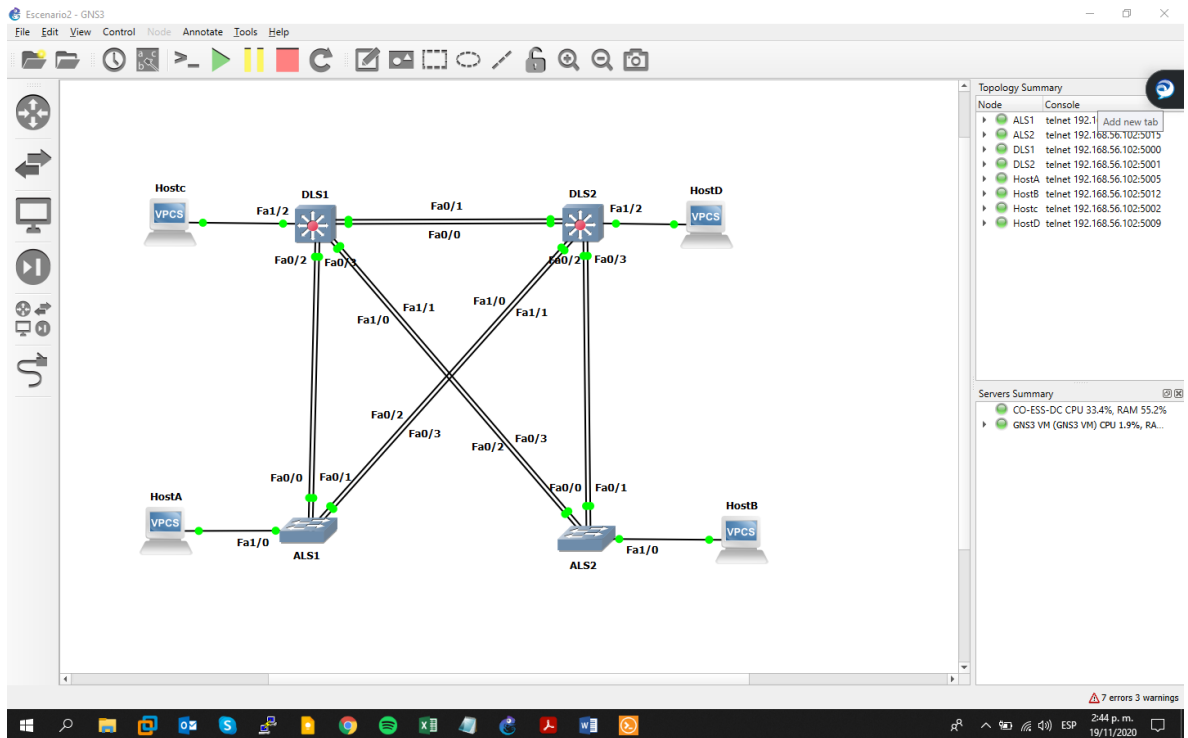 Escenario2 - GNS3
File Edit View Control Node Annotate Tools Help
Topology Summary
Node Console
ALS1 telnet 192.1
Add new tab
ALS2 telnet 192.168.56.102:5015
DLS1 telnet 192.168.56.102:5000
DLS2 telnet 192.168.56.102:5001
HostA telnet 192.168.56.102:5005
HostB telnet 192.168.56.102:5012
Hostc telnet 192.168.56.102:5002
HostD telnet 192.168.56.102:5009
Servers Summary
CO-ESS-DC CPU 33.4%, RAM 55.2%
GNS3 VM (GNS3 VM) CPU 1.9%, RA...
Hostc
VPCS
Fa1/2
DLS1
Fa0/1
Fa0/0
DLS2
Fa1/2
HostD
VPCS
Fa0/2
Fa0/3
Fa0/2
Fa0/3
Fa1/1
Fa1/0
Fa1/0
Fa1/1
Fa0/2
Fa0/3
Fa0/2
Fa0/3
Fa0/0
Fa0/1
Fa0/0
Fa0/1
HostA
VPCS
Fa1/0
ALS1
HostB
VPCS
Fa1/0
ALS2
7 errors 3 warnings
ESP
2:44 p. m.
19/11/2020